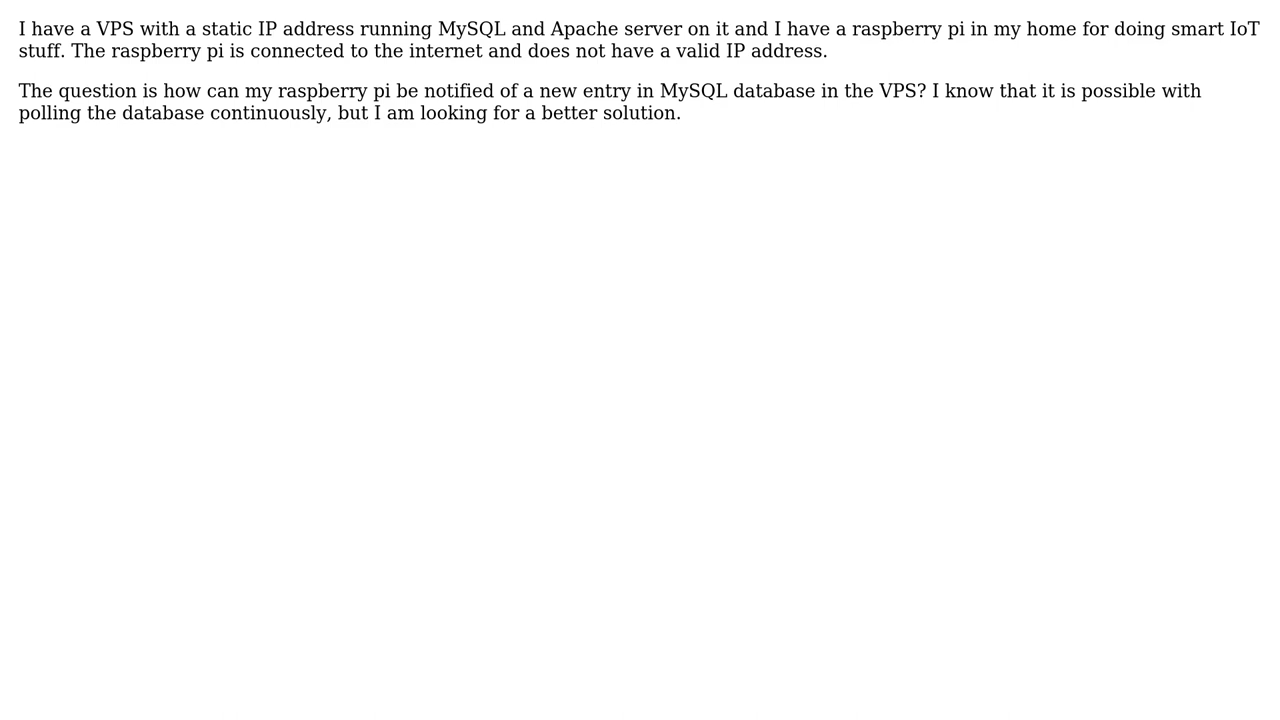 I have a VPS with a static IP address running MySQL and Apache server on it and I have a raspberry pi in my home for doing smart IoT
stuff. The raspberry pi is connected to the internet and does not have a valid IP address.
The question is how can my raspberry pi be notified of a new entry in MySQL database in the VPS? I know that it is possible with
polling the database continuously, but I am looking for a better solution.